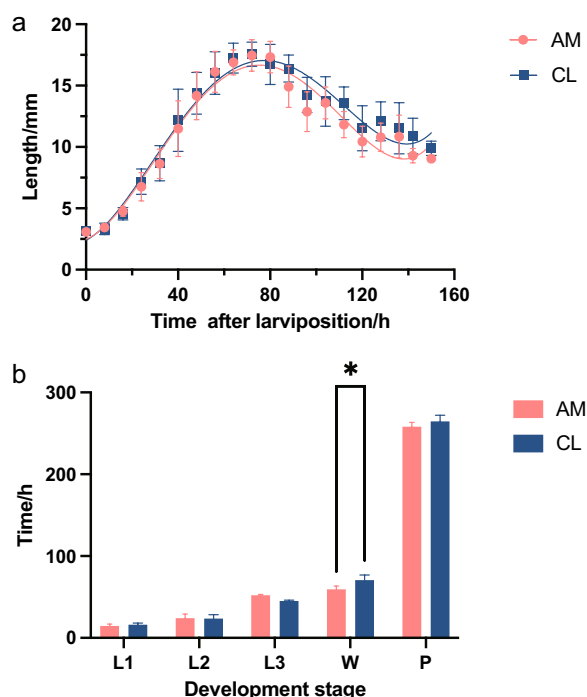 a
20
15
10
5
0
Length/mm
0 40 80 120 160
Time after larviposition/h
AM
CL
b
*
300
200
100
0
Time/h
L1 L2 L3 W P
Development stage
AM
CL